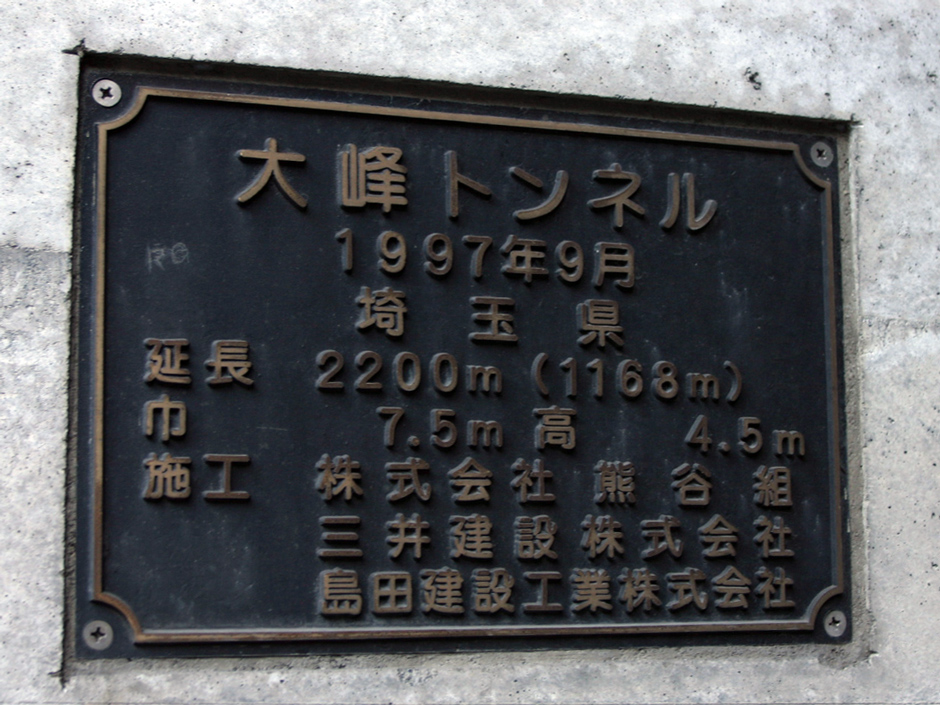 大峰トンネル
1997年9月
埼玉県
延長 2200m (1168m)
巾 7.5m 高 4.5m
施工 株式会社 熊谷組
三井建設株式会社
島田建設工業株式会社